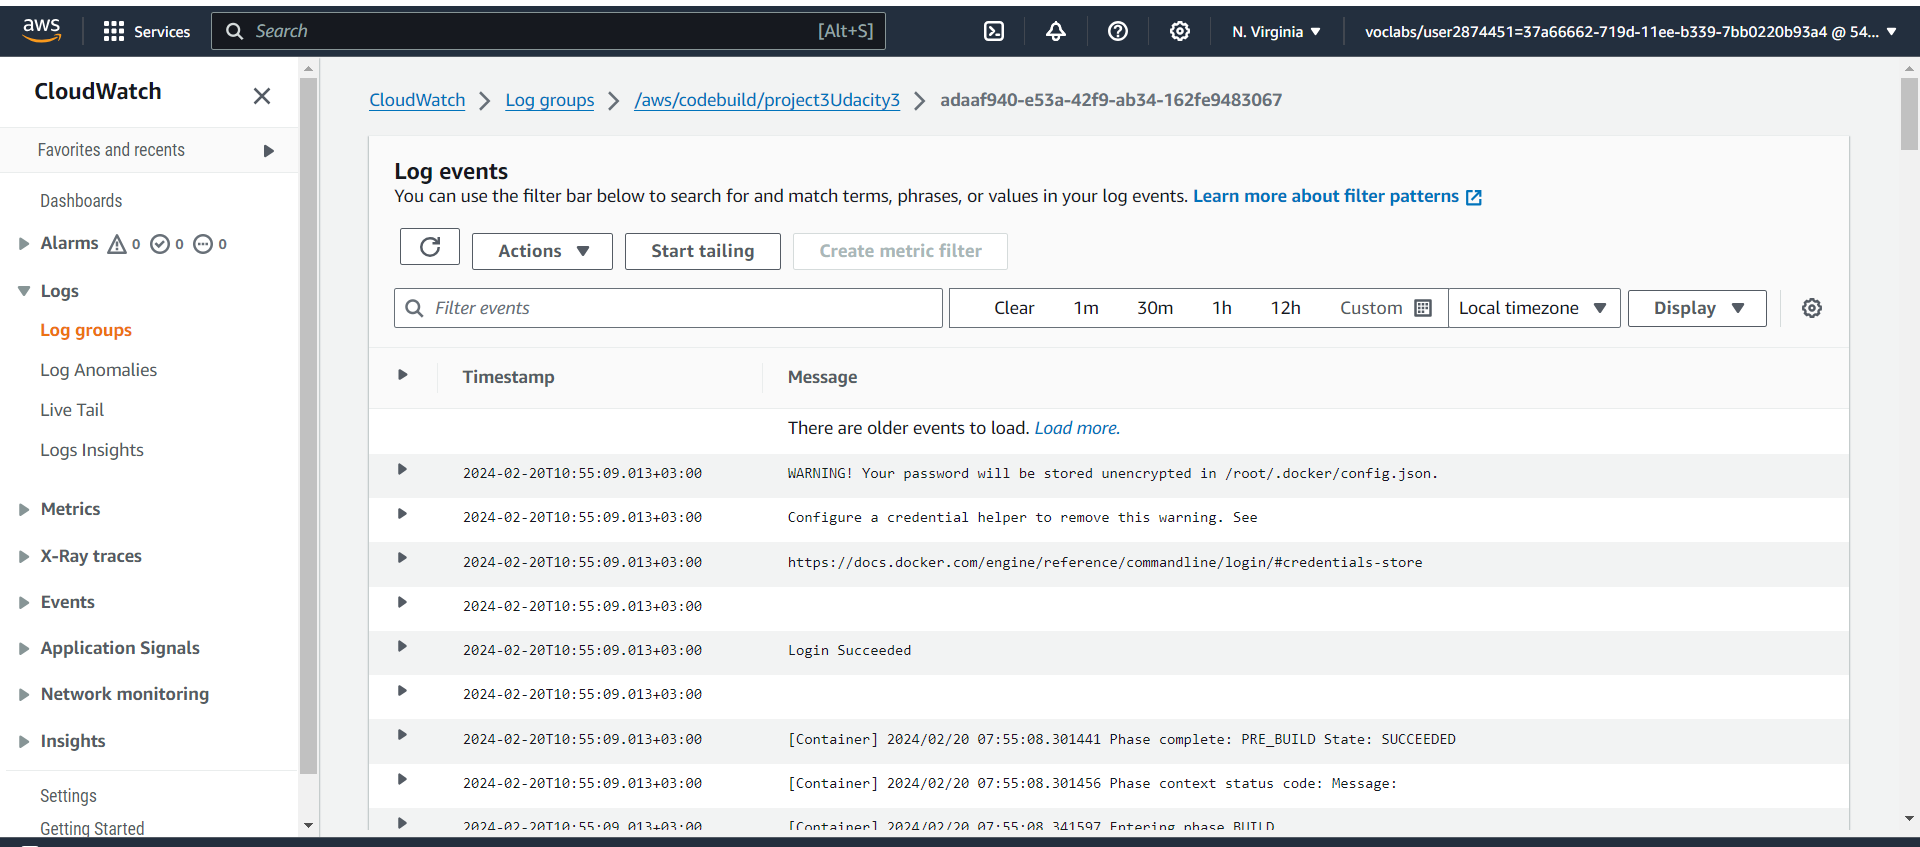 aws
Services
Search
[Alt+S]
N. Virginia
voclabs/user2874451=37a66662-719d-11ee-b339-7bb0220b93a4 @ 54...
CloudWatch
Favorites and recents
Dashboards
Alarms 0 0 0
Logs
Log groups
Log Anomalies
Live Tail
Logs Insights
Metrics
X-Ray traces
Events
Application Signals
Network monitoring
Insights
Settings
Getting Started
CloudWatch
Log groups
/aws/codebuild/project3Udacity3
adaaf940-e53a-42f9-ab34-162fe9483067
Log events
You can use the filter bar below to search for and match terms, phrases, or values in your log events. Learn more about filter patterns
Actions
Start tailing
Create metric filter
Filter events
Clear
1m
30m
1h
12h
Custom
Local timezone
Display
Timestamp
Message
There are older events to load. Load more.
2024-02-20T10:55:09.013+03:00 WARNING! Your password will be stored unencrypted in /root/.docker/config.json.
2024-02-20T10:55:09.013+03:00 Configure a credential helper to remove this warning. See
2024-02-20T10:55:09.013+03:00 https://docs.docker.com/engine/reference/commandline/login/#credentials-store
2024-02-20T10:55:09.013+03:00
2024-02-20T10:55:09.013+03:00 Login Succeeded
2024-02-20T10:55:09.013+03:00
2024-02-20T10:55:09.013+03:00 [Container] 2024/02/20 07:55:08.301441 Phase complete: PRE_BUILD State: SUCCEEDED
2024-02-20T10:55:09.013+03:00 [Container] 2024/02/20 07:55:08.301456 Phase context status code: Message:
2024-02-20T10:55:09.013+03:00 [Container] 2024/02/20 07:55:08.341597 Entering phase BUILD